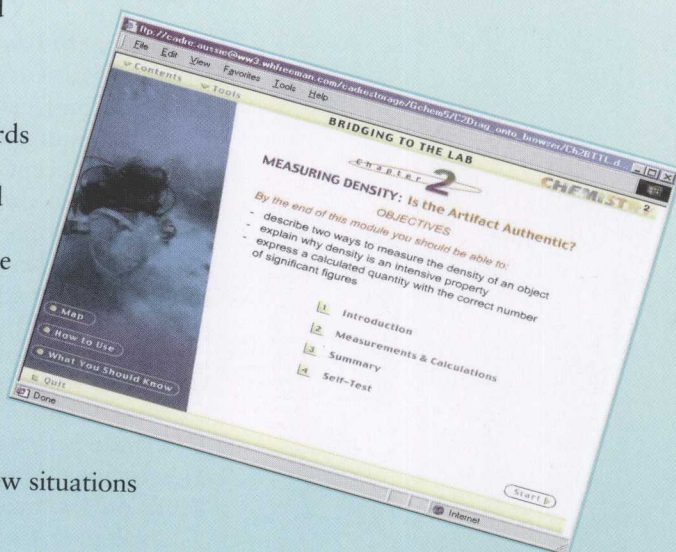 rds
w situations
ftp://cadre.aussie@ww3.whfreeman.com/cadrestorage/Gchem5/C2Drag_onto_browser/Ch2BTTL.d...
File Edit View Favorites Tools Help
Contents Tools
BRIDGING TO THE LAB
Chapter 2
CHEMIST
2
MEASURING DENSITY: Is the Artifact Authentic?
OBJECTIVES
By the end of this module you should be able to:
- describe two ways to measure the density of an object
- explain why density is an intensive property
- express a calculated quantity with the correct number
of significant figures
1 Introduction
2 Measurements & Calculations
3 Summary
4 Self-Test
Map
How to Use
What You Should Know
Quit
Start
Done
Internet